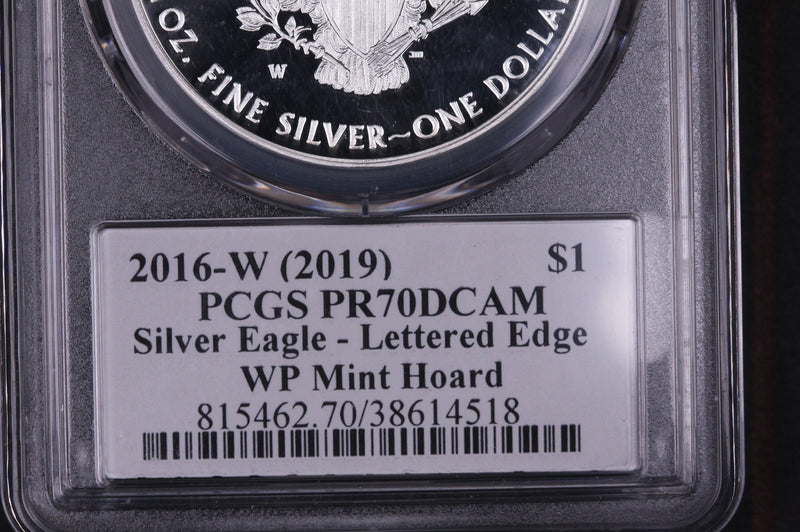 W
OZ. FINE SILVER~ONE DOLLA
2016-W (2019) $1
PCGS PR70DCAM
Silver Eagle - Lettered Edge
WP Mint Hoard
815462.70/38614518